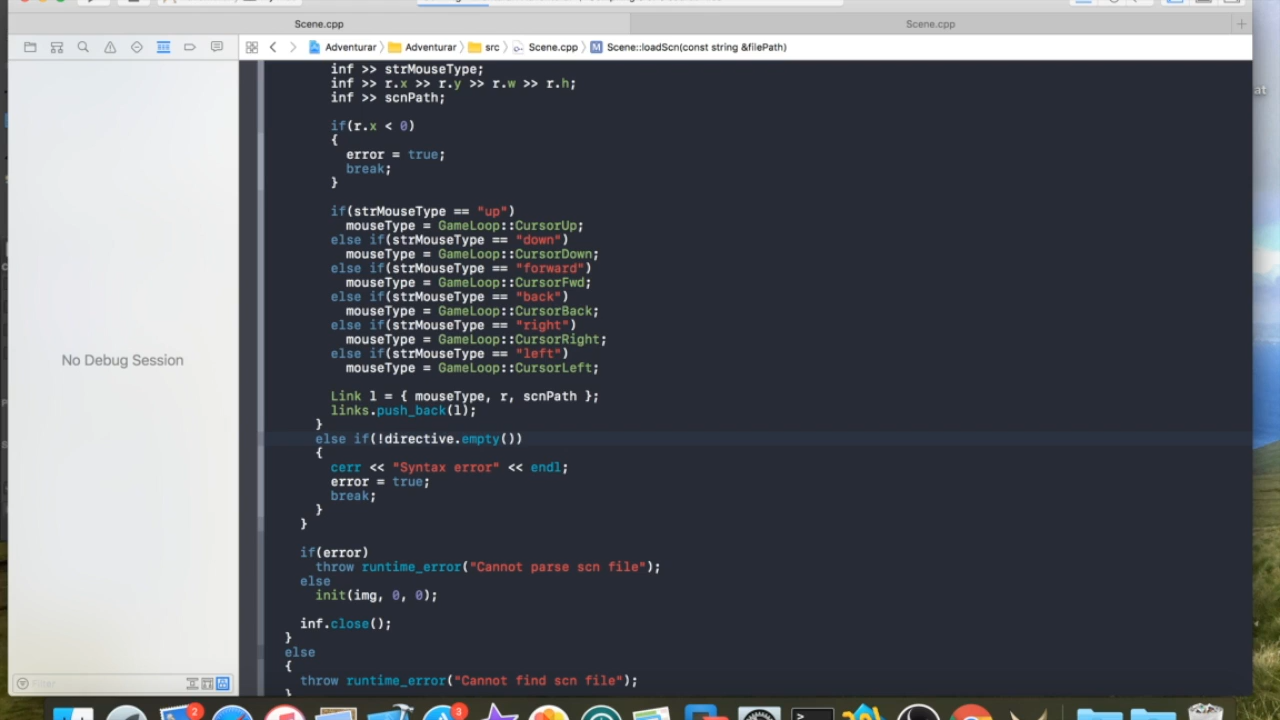 Scene.cpp
Scene.cpp
Adventurar
Adventurar
src
Scene.cpp
M
Scene::loadScn(const string &filePath)
inf >> strMouseType;
inf >> r.x >> r.y >> r.w >> r.h;
inf >> scnPath;
if(r.x < 0)
{
error = true;
break;
}
if(strMouseType == "up")
mouseType = GameLoop::CursorUp;
else if(strMouseType == "down")
mouseType = GameLoop::CursorDown;
else if(strMouseType == "forward")
mouseType = GameLoop::CursorFwd;
else if(strMouseType == "back")
mouseType = GameLoop::CursorBack;
else if(strMouseType == "right")
mouseType = GameLoop::CursorRight;
else if(strMouseType == "left")
mouseType = GameLoop::CursorLeft;
Link l = { mouseType, r, scnPath };
links.push_back(l);
}
else if(!directive.empty())
{
cerr << "Syntax error" << endl;
error = true;
break;
}
}
if(error)
throw runtime_error("Cannot parse scn file");
else
init(img, 0, 0);
inf.close();
}
else
{
throw runtime_error("Cannot find scn file");
}
No Debug Session
Filter
at
2
3